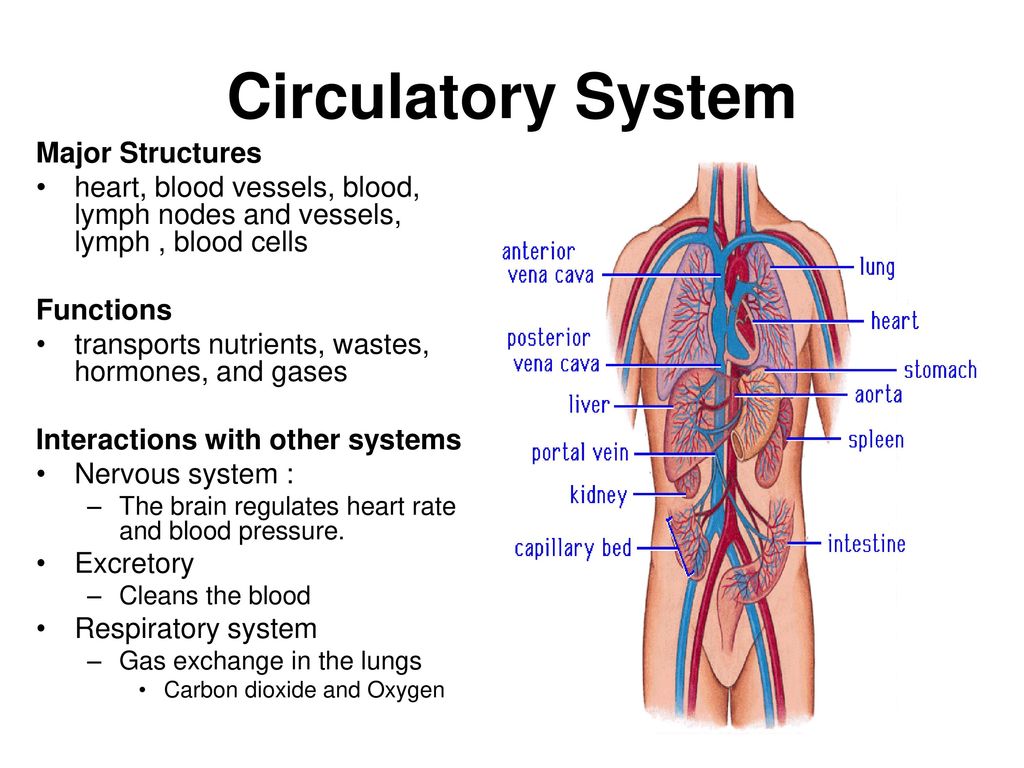 Circulatory System
Major Structures
• heart, blood vessels, blood,
lymph nodes and vessels,
lymph , blood cells
Functions
• transports nutrients, wastes,
hormones, and gases
Interactions with other systems
• Nervous system :
– The brain regulates heart rate
and blood pressure.
• Excretory
– Cleans the blood
• Respiratory system
– Gas exchange in the lungs
• Carbon dioxide and Oxygen
anterior
vena cava
posterior
vena cava
liver
portal vein
kidney
capillary bed
lung
heart
stomach
aorta
spleen
intestine